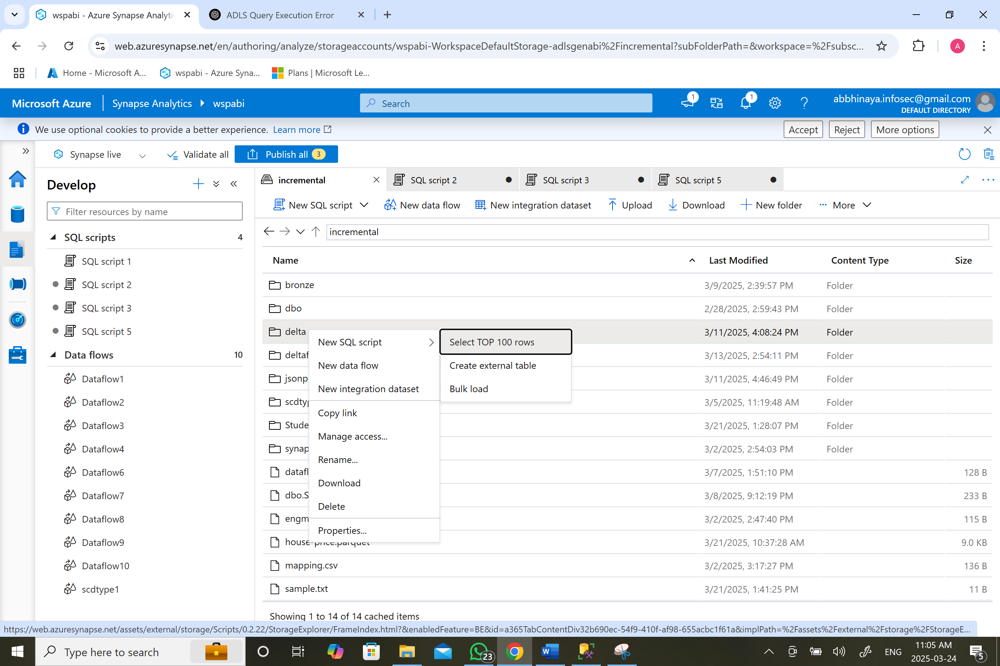 wspabi - Azure Synapse Analytic
ADLS Query Execution Error
web.azuresynapse.net/en/authoring/analyze/storageaccounts/wspabi-WorkspaceDefaultStorage-adlsgenabi%2Fincremental?subFolderPath=&workspace=%2Fsubsc...
A
Home - Microsoft A...
wspabi - Azure Syna...
Plans | Microsoft Le...
Microsoft Azure
Synapse Analytics
wspabi
Search
1
1
abbhinaya.infosec@gmail.com
DEFAULT DIRECTORY
We use optional cookies to provide a better experience. Learn more
Accept
Reject
More options
Synapse live
Validate all
Publish all 3
Develop
Filter resources by name
SQL scripts 4
SQL script 1
SQL script 2
SQL script 3
SQL script 5
Data flows 10
Dataflow1
Dataflow2
Dataflow3
Dataflow4
Dataflow6
Dataflow7
Dataflow8
Dataflow9
Dataflow10
scdtype1
incremental
SQL script 2
SQL script 3
SQL script 5
New SQL script
New data flow
New integration dataset
Upload
Download
New folder
More
incremental
Name Last Modified Content Type Size
bronze 3/9/2025, 2:39:57 PM Folder
dbo 2/28/2025, 2:59:43 PM Folder
delta 3/11/2025, 4:08:24 PM Folder
deltaf 3/13/2025, 2:54:11 PM Folder
jsonp 3/11/2025, 4:46:49 PM Folder
scdtyp 3/5/2025, 11:19:48 AM Folder
Stude 3/21/2025, 1:28:07 PM Folder
synap 3/2/2025, 2:54:03 PM Folder
datafl 3/7/2025, 1:51:10 PM 128 B
dbo.S 3/8/2025, 9:12:19 PM 233 B
engm 3/2/2025, 2:47:40 PM 115 B
house-price.parquet 3/21/2025, 10:37:28 AM 9.0 KB
mapping.csv 3/2/2025, 3:17:27 PM 136 B
sample.txt 3/21/2025, 1:41:25 PM 11 B
New SQL script
New data flow
New integration dataset
Copy link
Manage access...
Rename...
Download
Delete
Properties...
Select TOP 100 rows
Create external table
Bulk load
Showing 1 to 14 of 14 cached items
https://web.azuresynapse.net/assets/external/storage/Scripts/0.2.22/StorageExplorer/FrameIndex.html?&enabledFeature=BE&id=a365TabContentDiv32b690ec-54f9-410f-af98-655acbc1f61a&implPath=%2Fassets%2Fexternal%2Fstorage%2FStorageE...
Type here to search
23
W
ENG
11:05 AM
2025-03-24
5